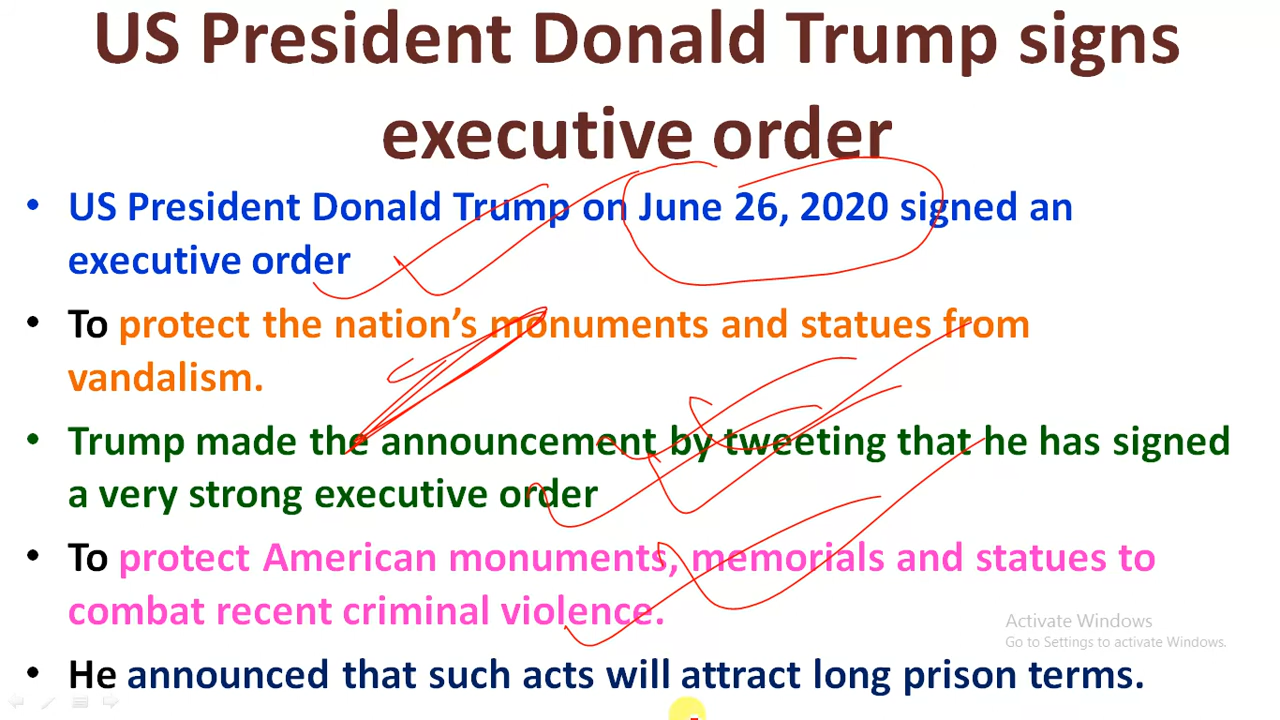 US President Donald Trump signs
executive order
• US President Donald Trump on June 26, 2020 signed an
executive order
• To protect the nation’s monuments and statues from
vandalism.
• Trump made the announcement by tweeting that he has signed
a very strong executive order
• To protect American monuments, memorials and statues to
combat recent criminal violence.
Activate Windows
Go to Settings to activate Windows.
• He announced that such acts will attract long prison terms.